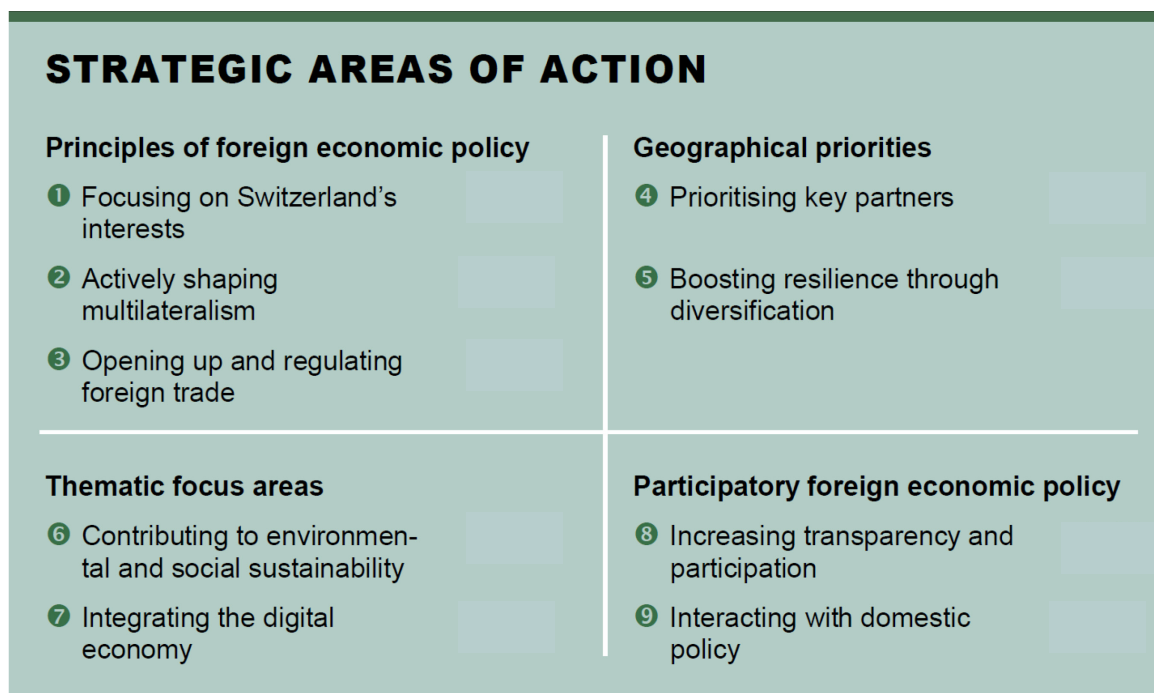 STRATEGIC AREAS OF ACTION
Principles of foreign economic policy
❶ Focusing on Switzerland’s
interests
❷ Actively shaping
multilateralism
❸ Opening up and regulating
foreign trade
Geographical priorities
❹ Prioritising key partners
❺ Boosting resilience through
diversification
Thematic focus areas
❻ Contributing to environmen-
tal and social sustainability
❼ Integrating the digital
economy
Participatory foreign economic policy
❽ Increasing transparency and
participation
❾ Interacting with domestic
policy